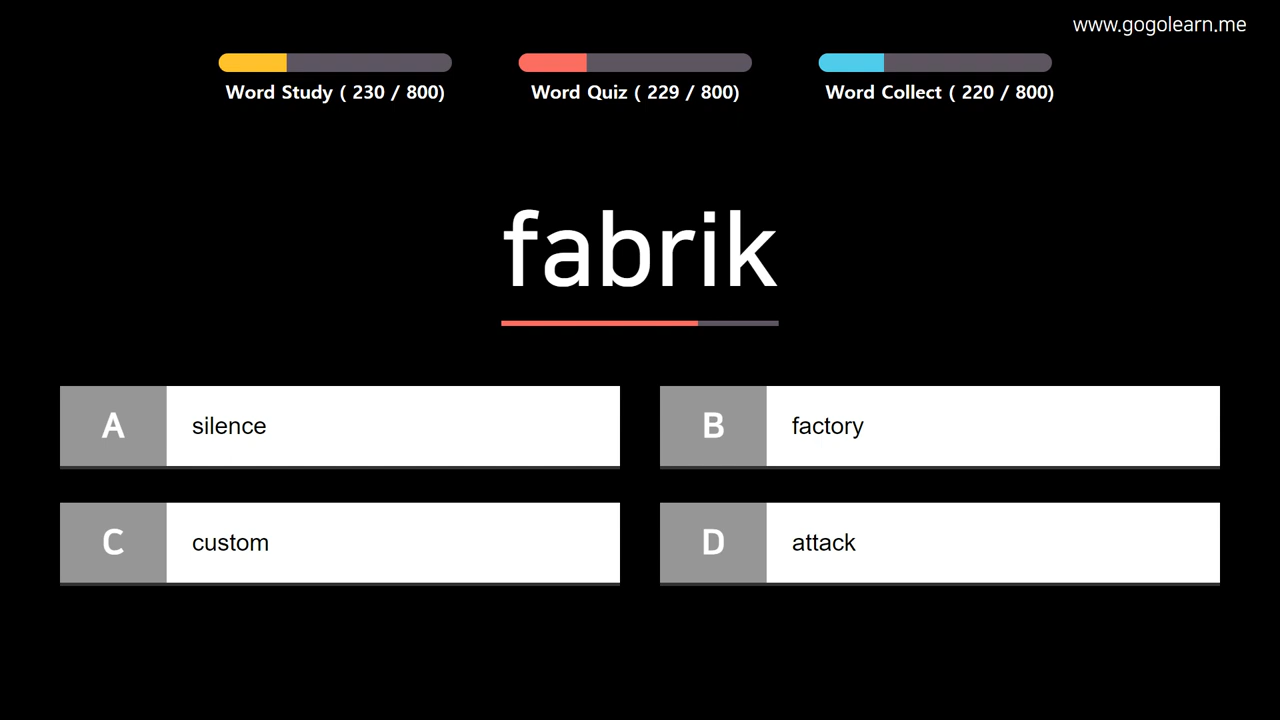 www.gogolearn.me
Word Study ( 230 / 800)
Word Quiz ( 229 / 800)
Word Collect ( 220 / 800)
fabrik
A silence
B factory
C custom
D attack